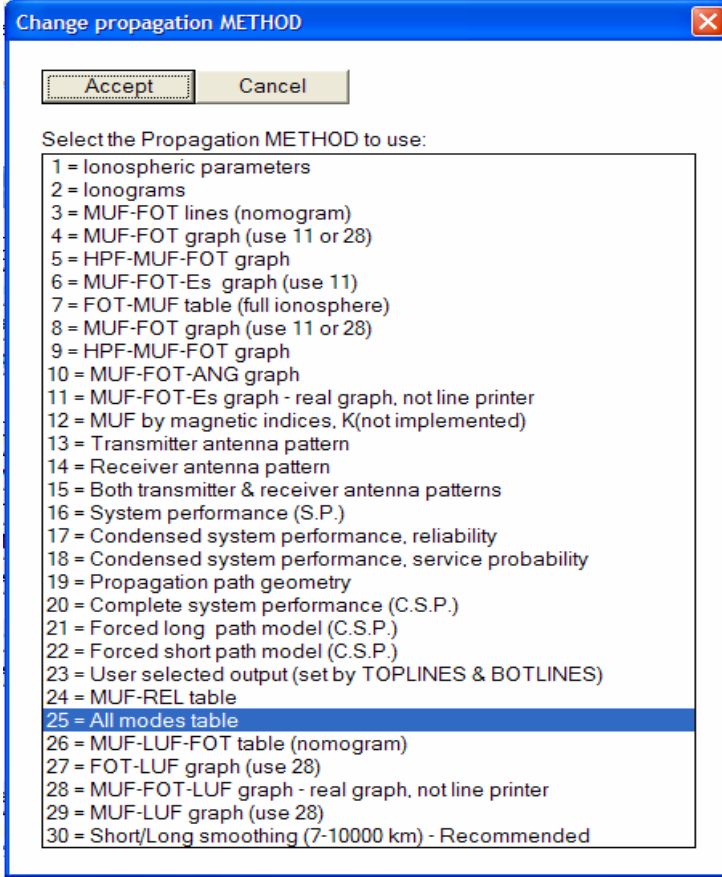 Change propagation METHOD
Accept Cancel
Select the Propagation METHOD to use:
1 = Ionospheric parameters
2 = Ionograms
3 = MUF-FOT lines (nomogram)
4 = MUF-FOT graph (use 11 or 28)
5 = HPF-MUF-FOT graph
6 = MUF-FOT-Es  graph (use 11)
7 = FOT-MUF table (full ionosphere)
8 = MUF-FOT graph (use 11 or 28)
9 = HPF-MUF-FOT graph
10 = MUF-FOT-ANG graph
11 = MUF-FOT-Es graph - real graph, not line printer
12 = MUF by magnetic indices, K(not implemented)
13 = Transmitter antenna pattern
14 = Receiver antenna pattern
15 = Both transmitter & receiver antenna patterns
16 = System performance (S.P.)
17 = Condensed system performance, reliability
18 = Condensed system performance, service probability
19 = Propagation path geometry
20 = Complete system performance (C.S.P.)
21 = Forced long  path model (C.S.P.)
22 = Forced short path model (C.S.P.)
23 = User selected output (set by TOPLINES & BOTLINES)
24 = MUF-REL table
25 = All modes table
26 = MUF-LUF-FOT table (nomogram)
27 = FOT-LUF graph (use 28)
28 = MUF-FOT-LUF graph - real graph, not line printer
29 = MUF-LUF graph (use 28)
30 = Short/Long smoothing (7-10000 km) - Recommended